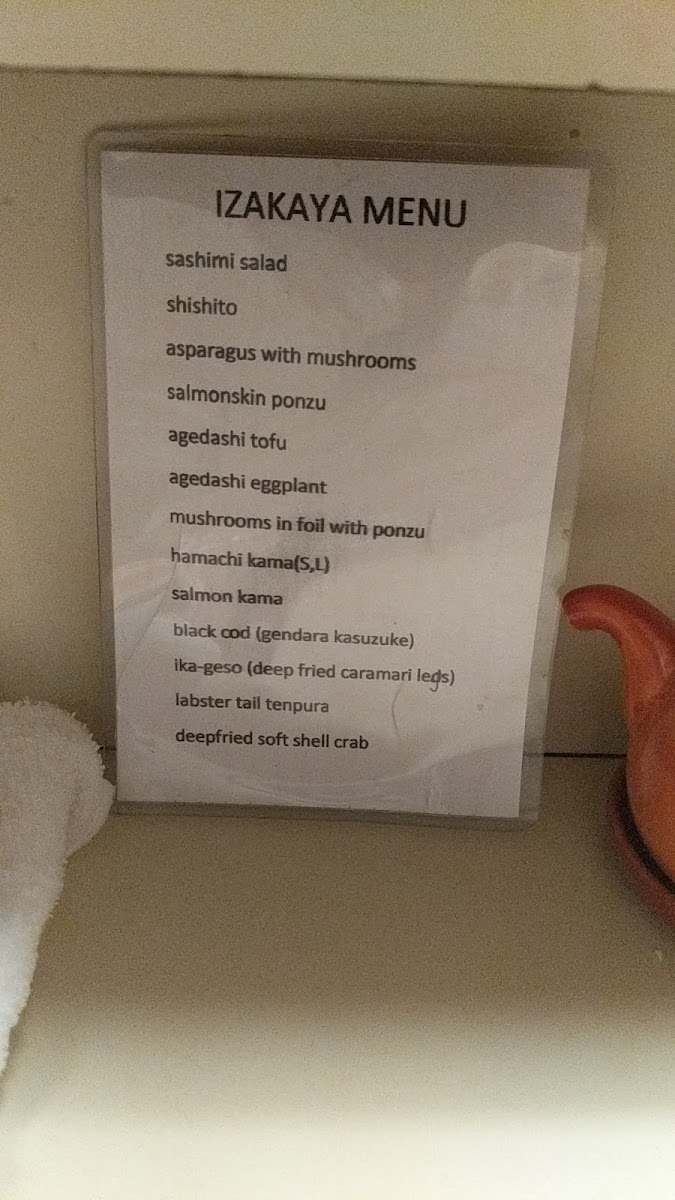 IZAKAYA MENU
sashimi salad
shishito
asparagus with mushrooms
salmonskin ponzu
agedashi tofu
agedashi eggplant
mushrooms in foil with ponzu
hamachi kama(S,L)
salmon kama
black cod (gendara kasuzuke)
ika-geso (deep fried caramari legs)
labster tail tenpura
deepfried soft shell crab